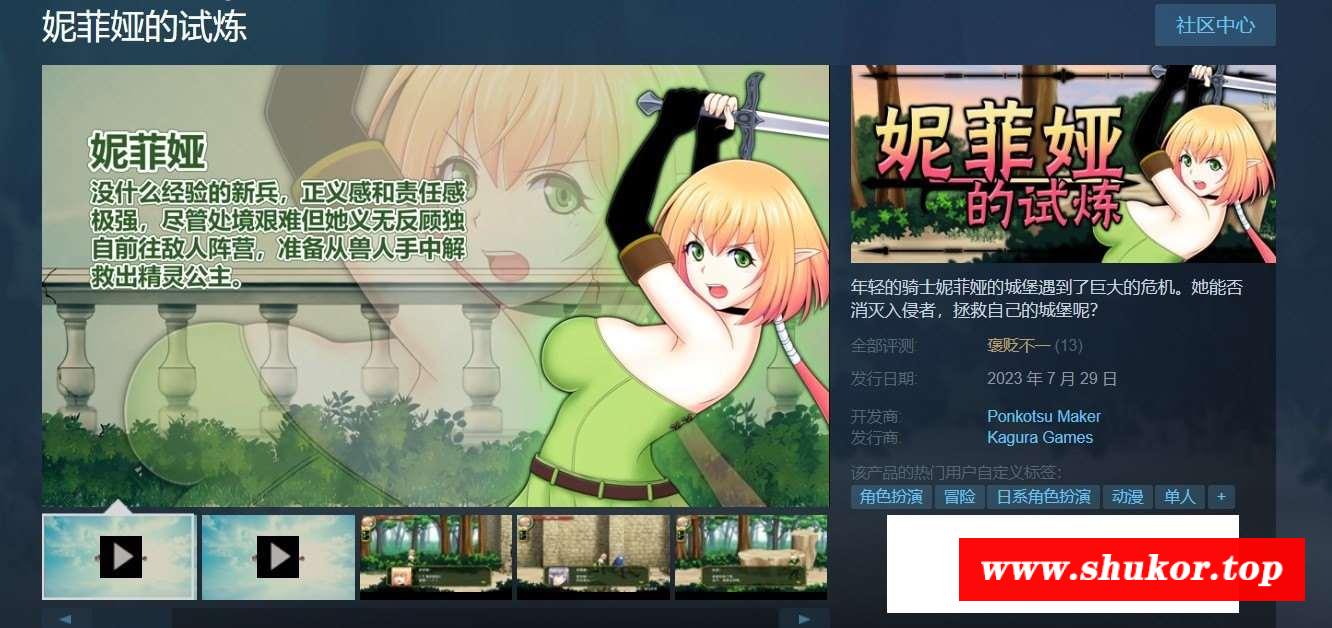 妮菲娅的试炼
社区中心
妮菲娅
没什么经验的新兵，正义感和责任感
极强，尽管处境艰难但她义无反顾独
自前往敌人阵营，准备从兽人手中解
救出精灵公主。
妮菲娅
的试炼
年轻的骑士妮菲娅的城堡遇到了巨大的危机。她能否
消灭入侵者，拯救自己的城堡呢？
全部评测: 褒贬不一 (13)
发行日期: 2023 年 7 月 29 日
开发商: Ponkotsu Maker
发行商: Kagura Games
该产品的热门用户自定义标签：
角色扮演 冒险 日系角色扮演 动漫 单人 +
www.shukor.top